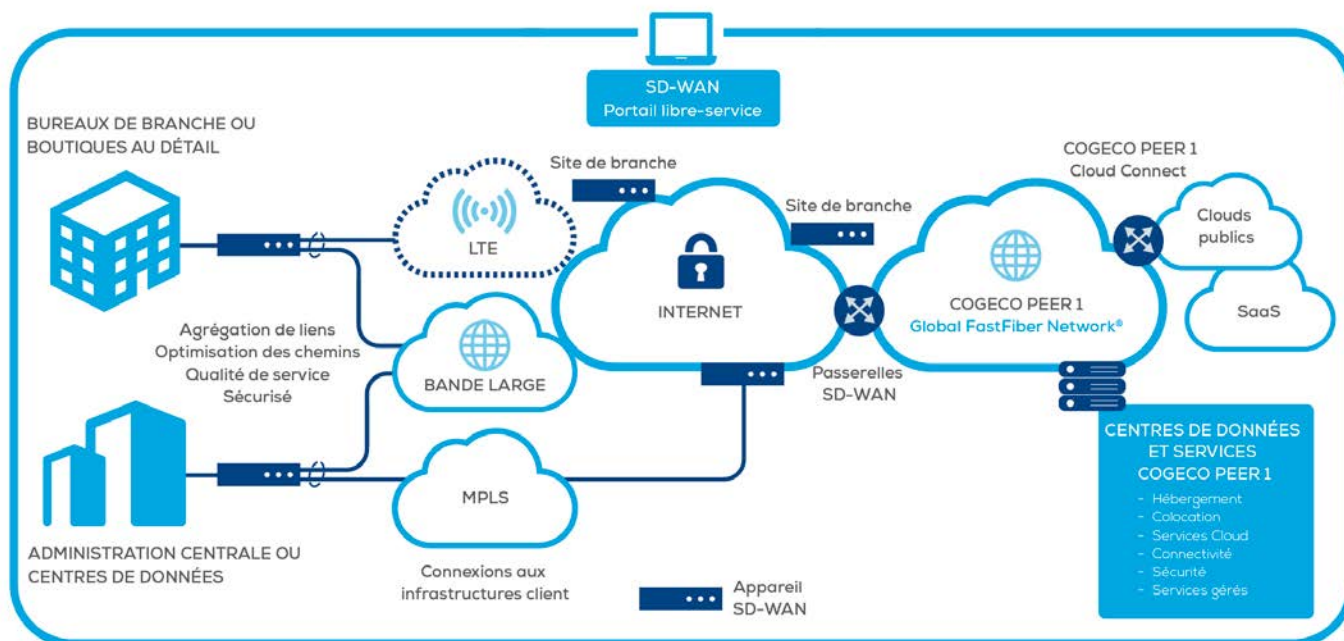 SD-WAN
Portail libre-service
BUREAUX DE BRANCHE OU
BOUTIQUES AU DÉTAIL
Site de branche
LTE
Site de branche
COGECO PEER 1
Cloud Connect
Clouds
publics
SaaS
INTERNET
COGECO PEER 1
Global FastFiber Network®
Agrégation de liens
Optimisation des chemins
Qualité de service
Sécurisé
BANDE LARGE
Passerelles
SD-WAN
MPLS
ADMINISTRATION CENTRALE OU
CENTRES DE DONNÉES
Connexions aux
infrastructures client
Appareil
SD-WAN
CENTRES DE DONNÉES
ET SERVICES
COGECO PEER 1
- Hébergement
- Colocation
- Services Cloud
- Connectivité
- Sécurité
- Services gérés